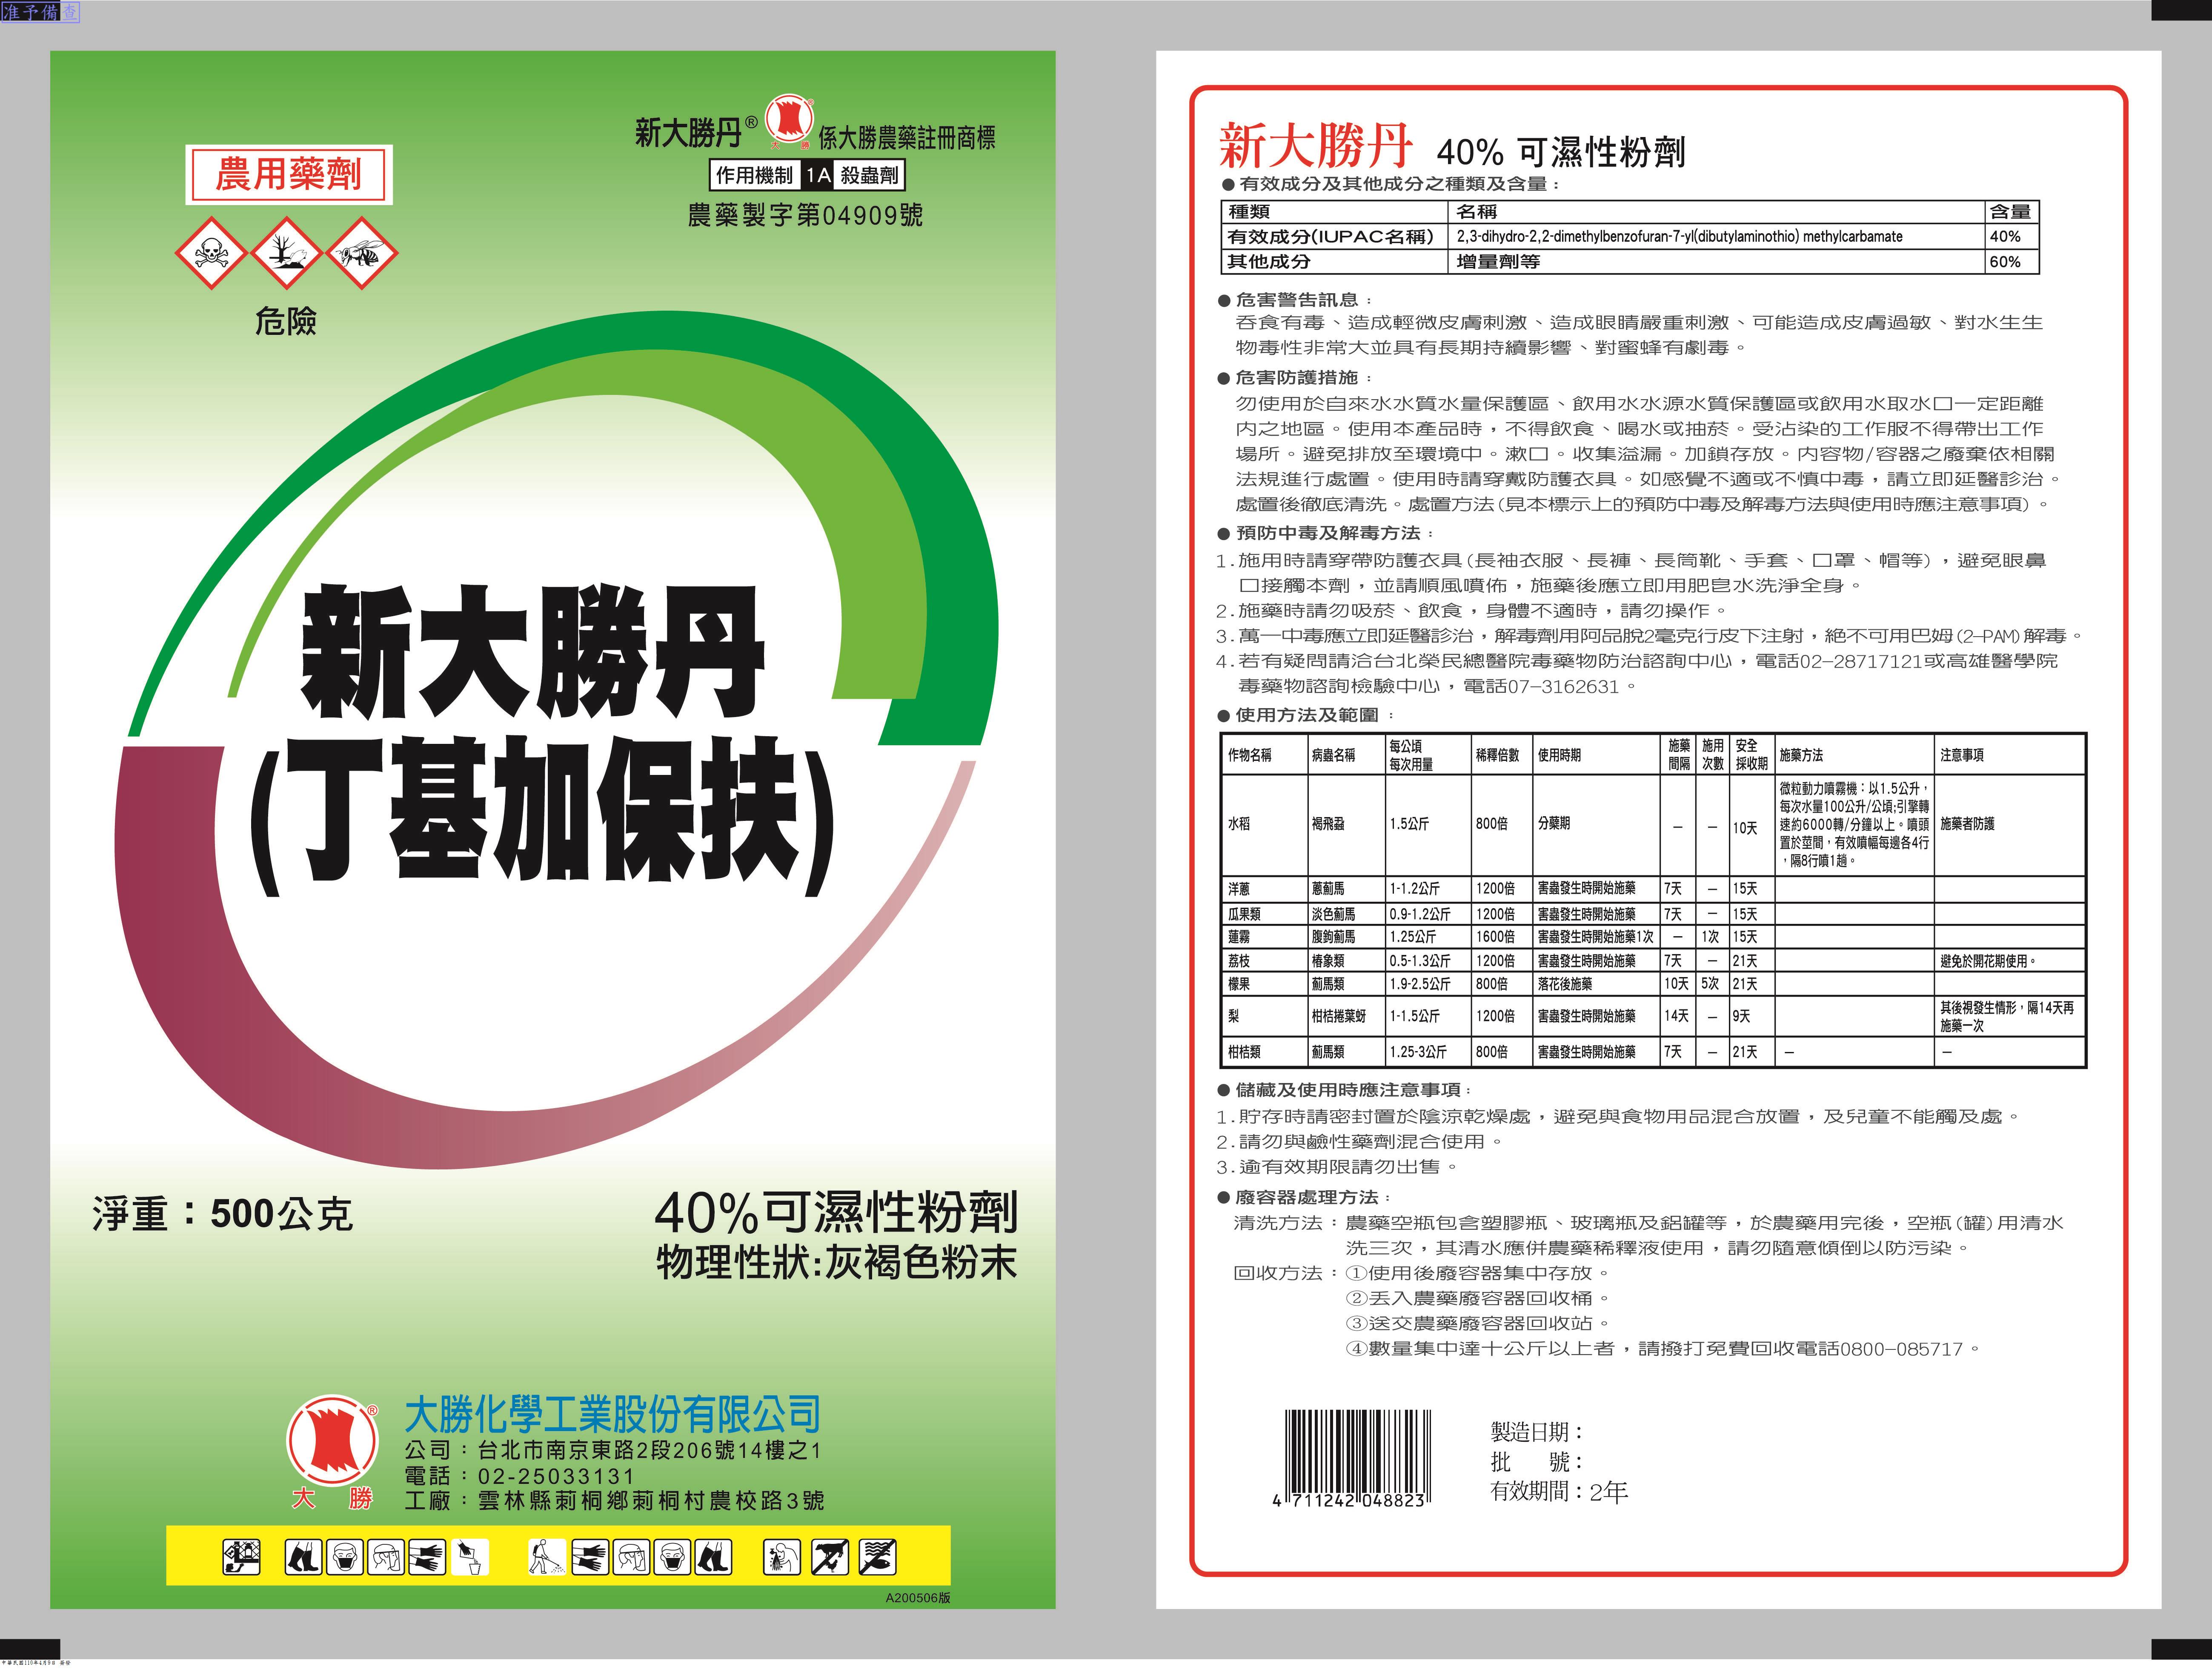 准予備查
新大勝丹® 大勝® 係大勝農藥註冊商標
農用藥劑
作用機制 1A 殺蟲劑
農藥製字第04909號
危險
新大勝丹
(丁基加保扶)
淨重：500公克
40%可濕性粉劑
物理性狀:灰褐色粉末
大勝®
大勝化學工業股份有限公司
公司：台北市南京東路2段206號14樓之1
電話：02-25033131
工廠：雲林縣莿桐鄉莿桐村農校路3號
A200506版
新大勝丹 40% 可濕性粉劑
●有效成分及其他成分之種類及含量：
種類 名稱 含量
有效成分(IUPAC名稱) 2,3-dihydro-2,2-dimethylbenzofuran-7-yl(dibutylaminothio) methylcarbamate 40%
其他成分 增量劑等 60%
●危害警告訊息：
吞食有毒、造成輕微皮膚刺激、造成眼睛嚴重刺激、可能造成皮膚過敏、對水生生
物毒性非常大並具有長期持續影響、對蜜蜂有劇毒。
●危害防護措施：
勿使用於自來水水質水量保護區、飲用水水源水質保護區或飲用水取水口一定距離
內之地區。使用本產品時，不得飲食、喝水或抽菸。受沾染的工作服不得帶出工作
場所。避免排放至環境中。漱口。收集溢漏。加鎖存放。內容物/容器之廢棄依相關
法規進行處置。使用時請穿戴防護衣具。如感覺不適或不慎中毒，請立即延醫診治。
處置後徹底清洗。處置方法(見本標示上的預防中毒及解毒方法與使用時應注意事項)。
●預防中毒及解毒方法：
1.施用時請穿帶防護衣具(長袖衣服、長褲、長筒靴、手套、口罩、帽等)，避免眼鼻
口接觸本劑，並請順風噴佈，施藥後應立即用肥皂水洗淨全身。
2.施藥時請勿吸菸、飲食，身體不適時，請勿操作。
3.萬一中毒應立即延醫診治，解毒劑用阿品脫2毫克行皮下注射，絕不可用巴姆(2–PAM)解毒。
4.若有疑問請洽台北榮民總醫院毒藥物防治諮詢中心，電話02–28717121或高雄醫學院
毒藥物諮詢檢驗中心，電話07–3162631。
●使用方法及範圍：
作物名稱 病蟲名稱 每公頃每次用量 稀釋倍數 使用時期 施藥間隔 施用次數 安全採收期 施藥方法 注意事項
水稻 褐飛蝨 1.5公斤 800倍 分蘗期 – – 10天 微粒動力噴霧機：以1.5公升，每次水量100公升/公頃;引擎轉速約6000轉/分鐘以上。噴頭置於莖間，有效噴幅每邊各4行，隔8行噴1趟。 施藥者防護
洋蔥 蔥薊馬 1-1.2公斤 1200倍 害蟲發生時開始施藥 7天 – 15天
瓜果類 淡色薊馬 0.9-1.2公斤 1200倍 害蟲發生時開始施藥 7天 – 15天
蓮霧 腹鉤薊馬 1.25公斤 1600倍 害蟲發生時開始施藥1次 – 1次 15天
荔枝 椿象類 0.5-1.3公斤 1200倍 害蟲發生時開始施藥 7天 – 21天 避免於開花期使用。
檬果 薊馬類 1.9-2.5公斤 800倍 落花後施藥 10天 5次 21天
梨 柑桔捲葉蚜 1-1.5公斤 1200倍 害蟲發生時開始施藥 14天 – 9天 其後視發生情形，隔14天再施藥一次
柑桔類 薊馬類 1.25-3公斤 800倍 害蟲發生時開始施藥 7天 – 21天 – –
●儲藏及使用時應注意事項：
1.貯存時請密封置於陰涼乾燥處，避免與食物用品混合放置，及兒童不能觸及處。
2.請勿與鹼性藥劑混合使用。
3.逾有效期限請勿出售。
●廢容器處理方法：
清洗方法：農藥空瓶包含塑膠瓶、玻璃瓶及鋁罐等，於農藥用完後，空瓶(罐)用清水
洗三次，其清水應併農藥稀釋液使用，請勿隨意傾倒以防污染。
回收方法：①使用後廢容器集中存放。
②丟入農藥廢容器回收桶。
③送交農藥廢容器回收站。
④數量集中達十公斤以上者，請撥打免費回收電話0800–085717。
4 711242 048823
製造日期：
批　號：
有效期間：2年